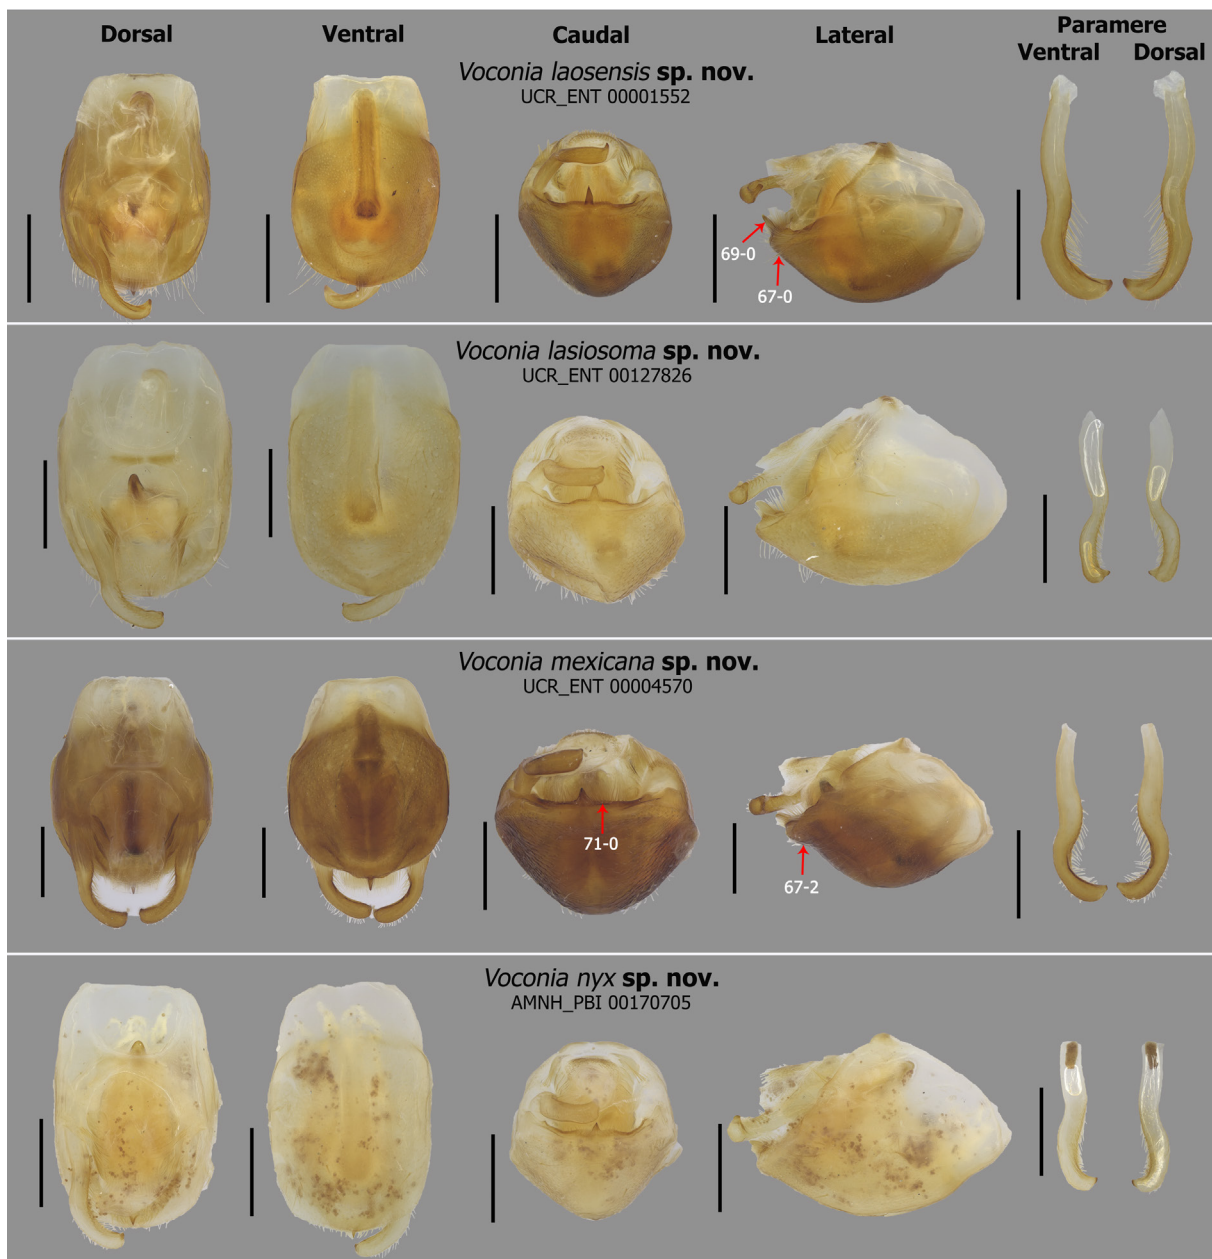 Dorsal
Ventral
Caudal
Lateral
Paramere
Ventral
Dorsal
Voconia laosensis sp. nov.
UCR_ENT 00001552
69-0
67-0
Voconia lasiosoma sp. nov.
UCR_ENT 00127826
Voconia mexicana sp. nov.
UCR_ENT 00004570
71-0
67-2
Voconia nyx sp. nov.
AMNH_PBI 00170705